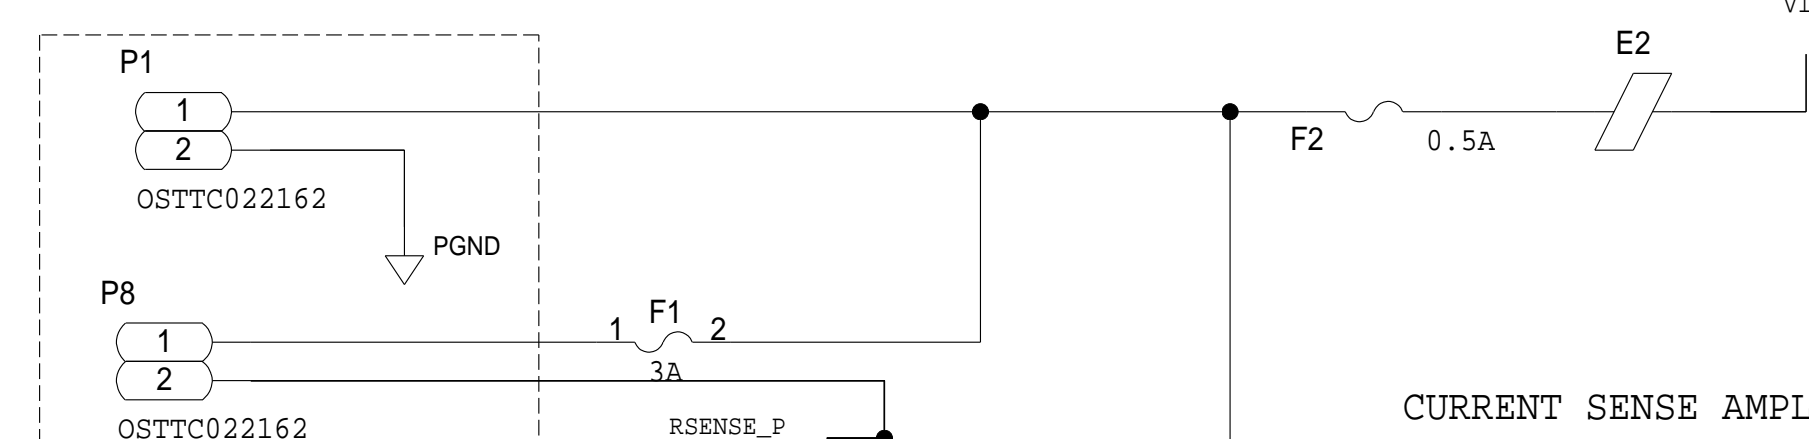 E2
P1
1
2
F2
0.5A
OSTTC022162
PGND
P8
F1
1
1
2
2
3A
CURRENT SENSE AMPL
OSTTC022162
RSENSE_P